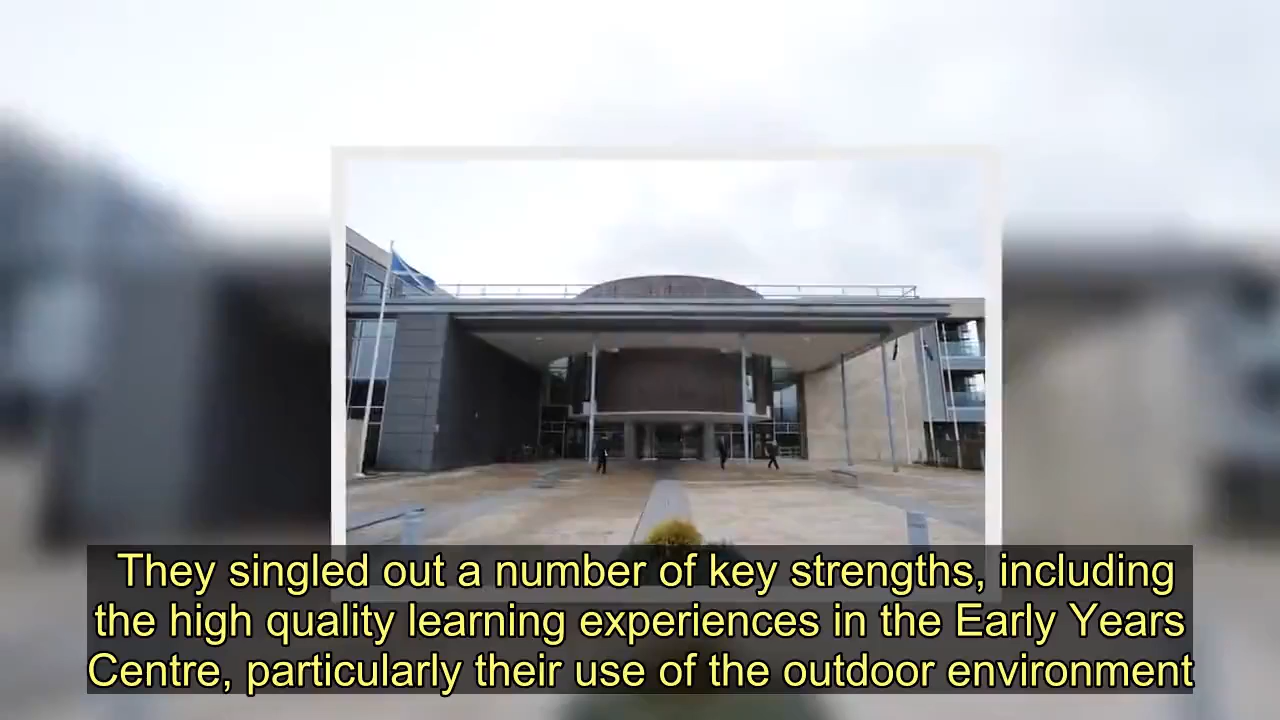 They singled out a number of key strengths, including
the high quality learning experiences in the Early Years
Centre, particularly their use of the outdoor environment